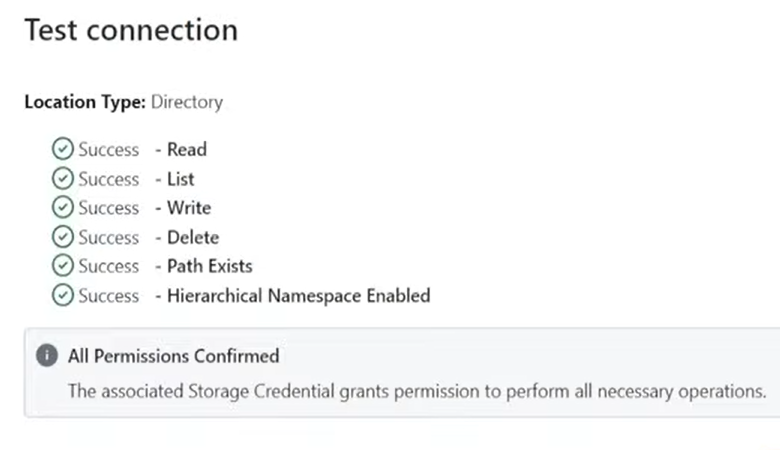 Test connection
Location Type: Directory
Success - Read
Success - List
Success - Write
Success - Delete
Success - Path Exists
Success - Hierarchical Namespace Enabled
All Permissions Confirmed
The associated Storage Credential grants permission to perform all necessary operations.